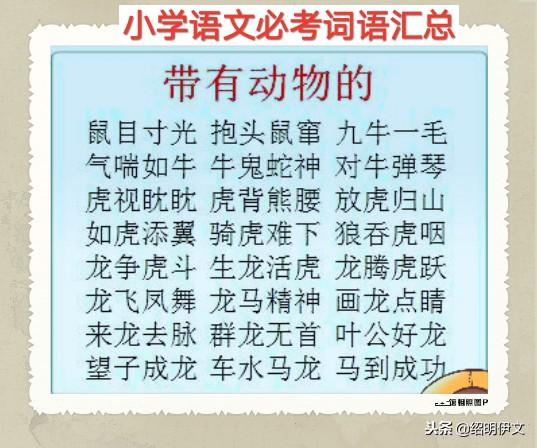 小学语文必考词语汇总
带有动物的
鼠目寸光 抱头鼠窜 九牛一毛
气喘如牛 牛鬼蛇神 对牛弹琴
虎视眈眈 虎背熊腰 放虎归山
如虎添翼 骑虎难下 狼吞虎咽
龙争虎斗 生龙活虎 龙腾虎跃
龙飞凤舞 龙马精神 画龙点睛
来龙去脉 群龙无首 叶公好龙
望子成龙 车水马龙 马到成功
头条@绍明伊文